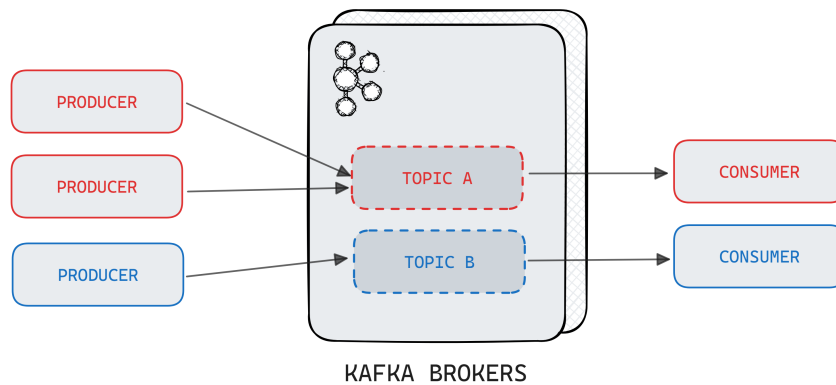 PRODUCER
PRODUCER
PRODUCER
TOPIC A
TOPIC B
CONSUMER
CONSUMER
KAFKA BROKERS